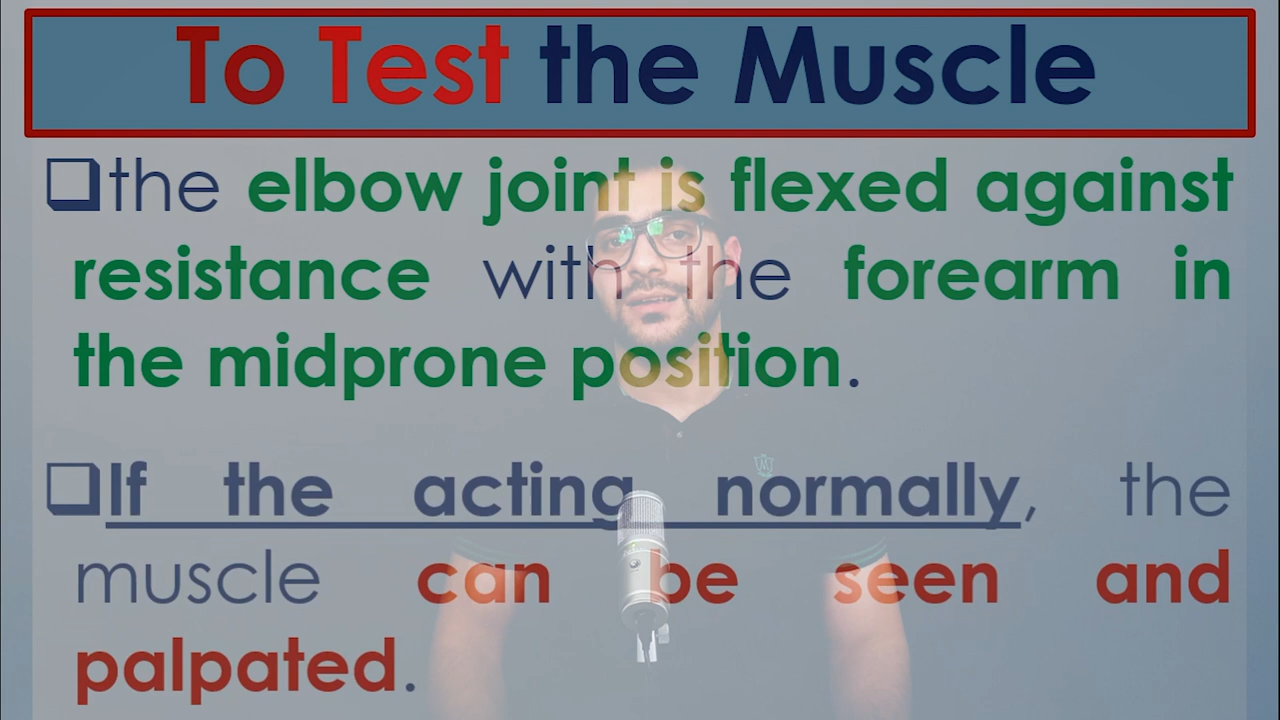 To Test the Muscle
❑the elbow joint is flexed against
resistance with the forearm in
the midprone position.
❑If the acting normally, the
muscle can be seen and
palpated.